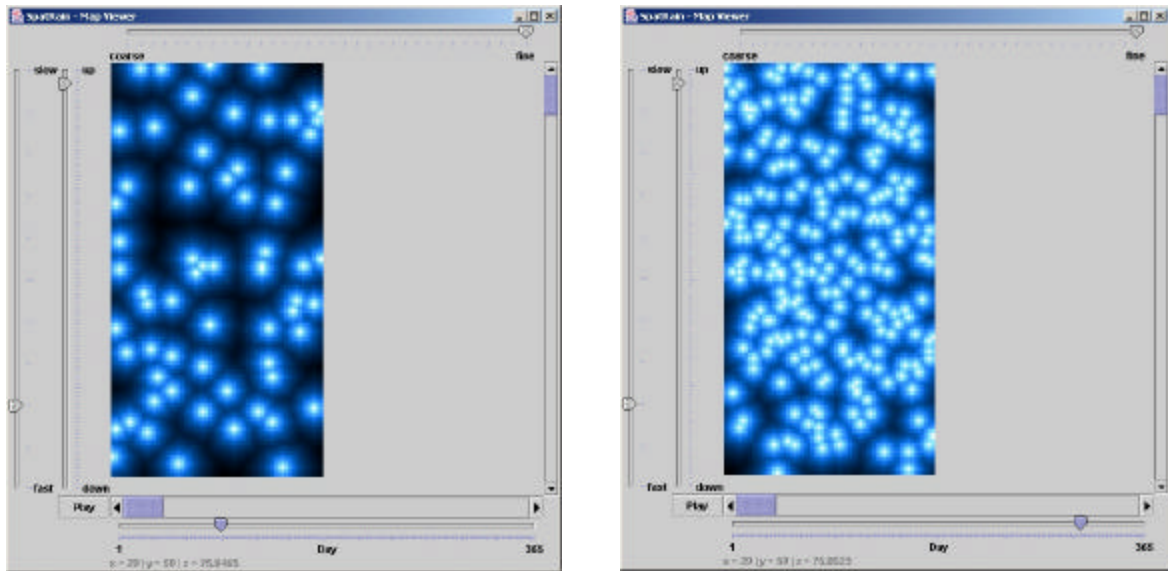 SpatRain - Map Viewer
coarse
fine
slow
up
fast
down
Play
1
Day
365
SpatRain - Map Viewer
coarse
fine
slow
up
fast
down
Play
1
Day
365